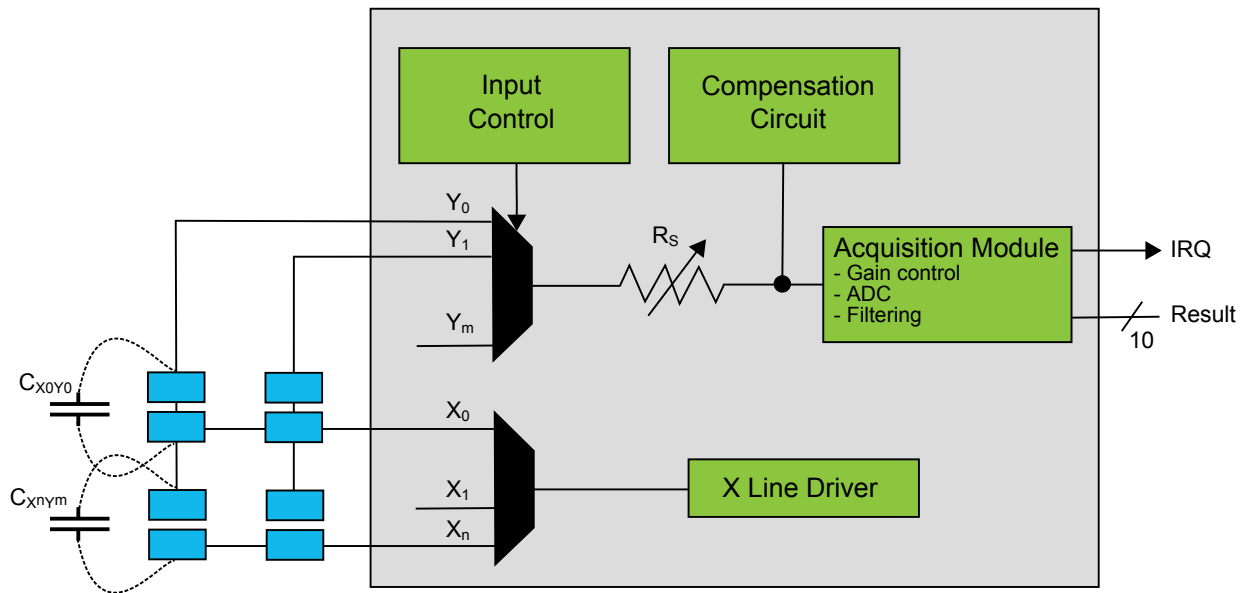 Input
Control
Compensation
Circuit
Y0
Y1
RS
Acquisition Module
- Gain control
- ADC
- Filtering
IRQ
Result
10
Ym
CX0Y0
X0
CXnYm
X1
X Line Driver
Xn